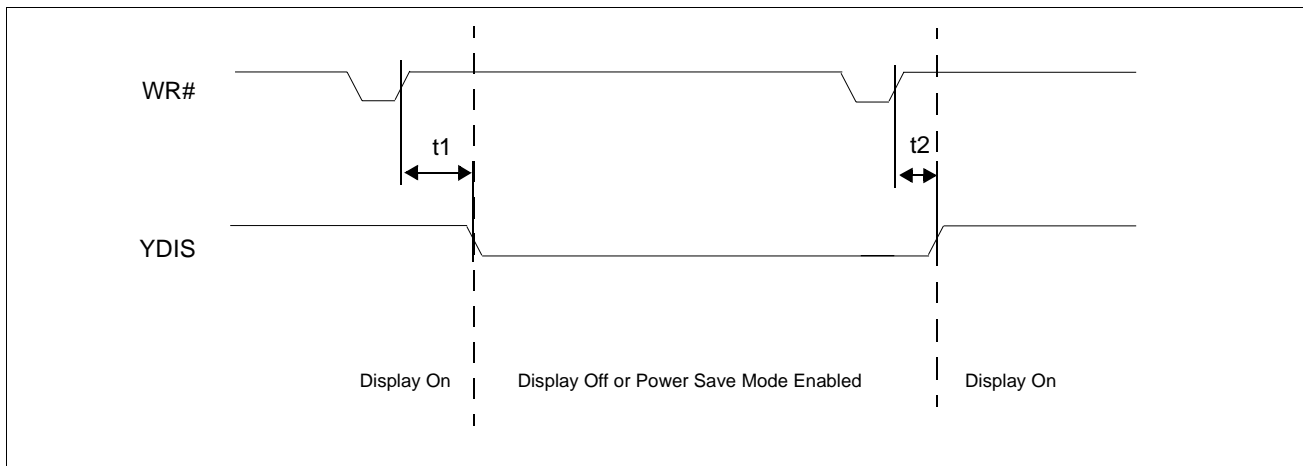 WR#
t1
t2
YDIS
Display On
Display Off or Power Save Mode Enabled
Display On